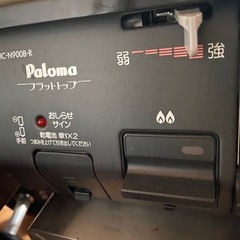 IC-N900B-R
弱 強
Paloma
フラットトップ
おしらせ
サイン
手前
乾電池 単1×2
つまみを上げて引き出してください